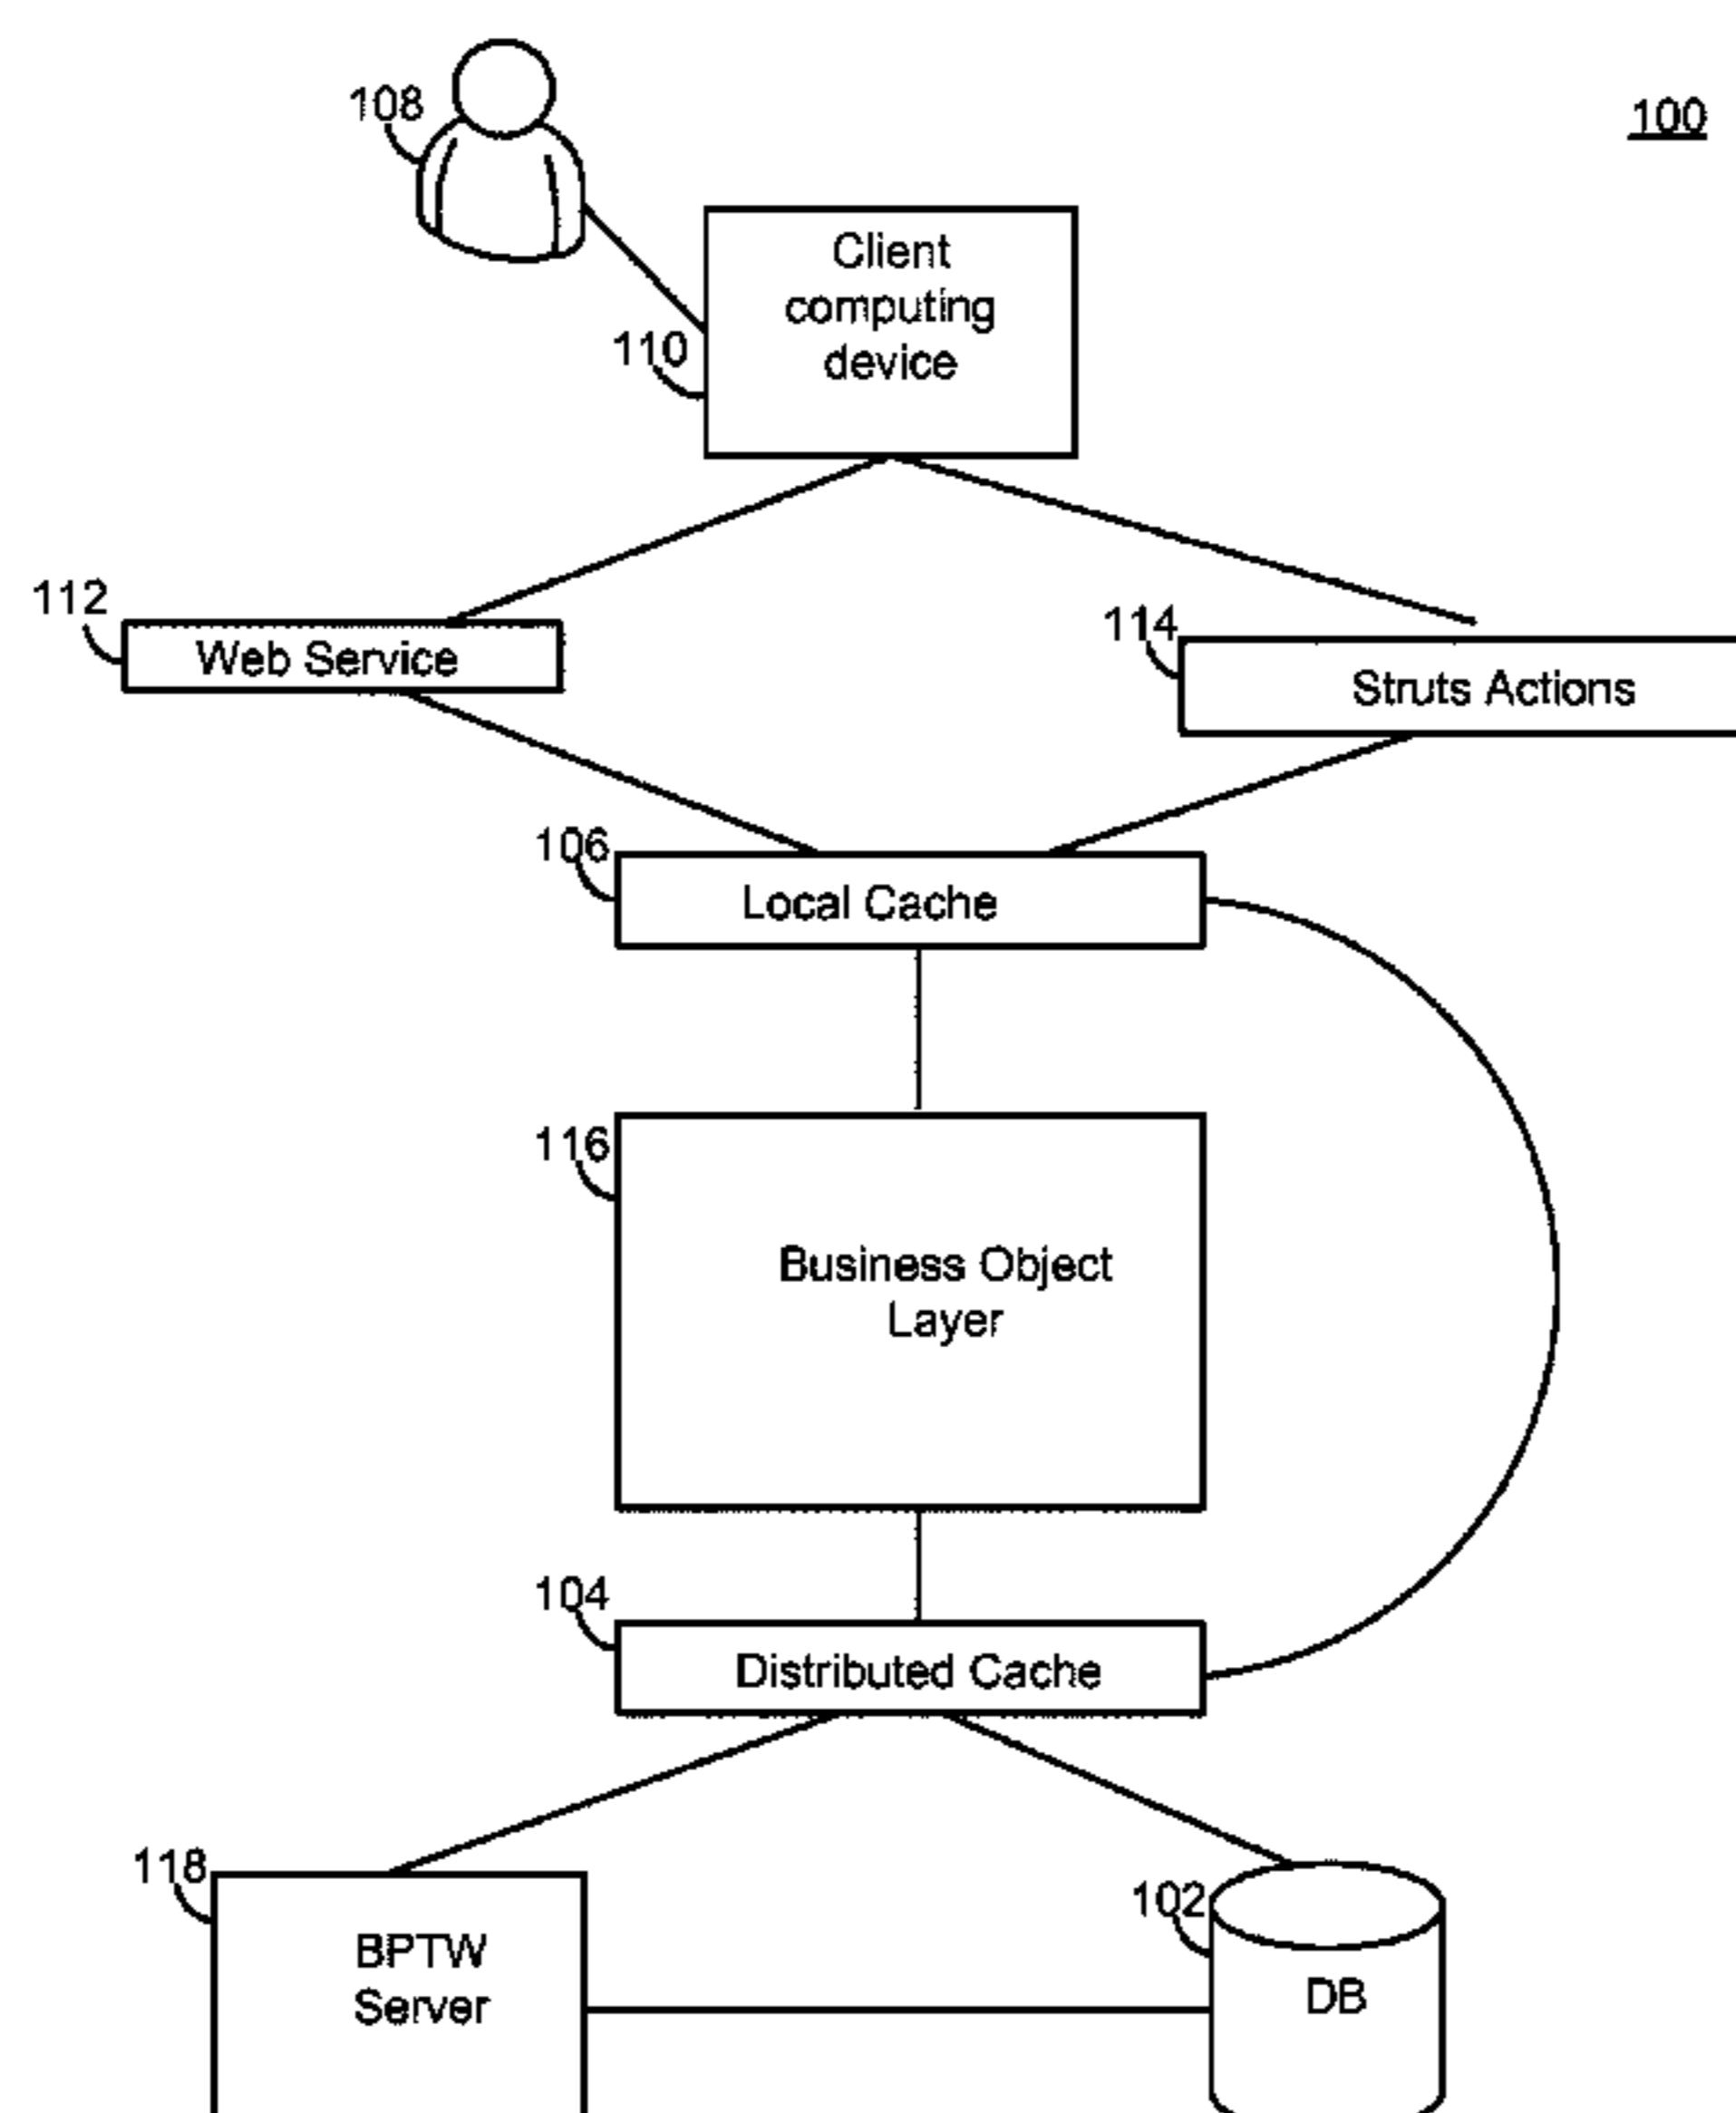 108
100
Client
computing
device
110
112
Web Service
114
Struts Actions
106
Local Cache
116
Business Object
Layer
104
Distributed Cache
118
BPTW
Server
102
DB